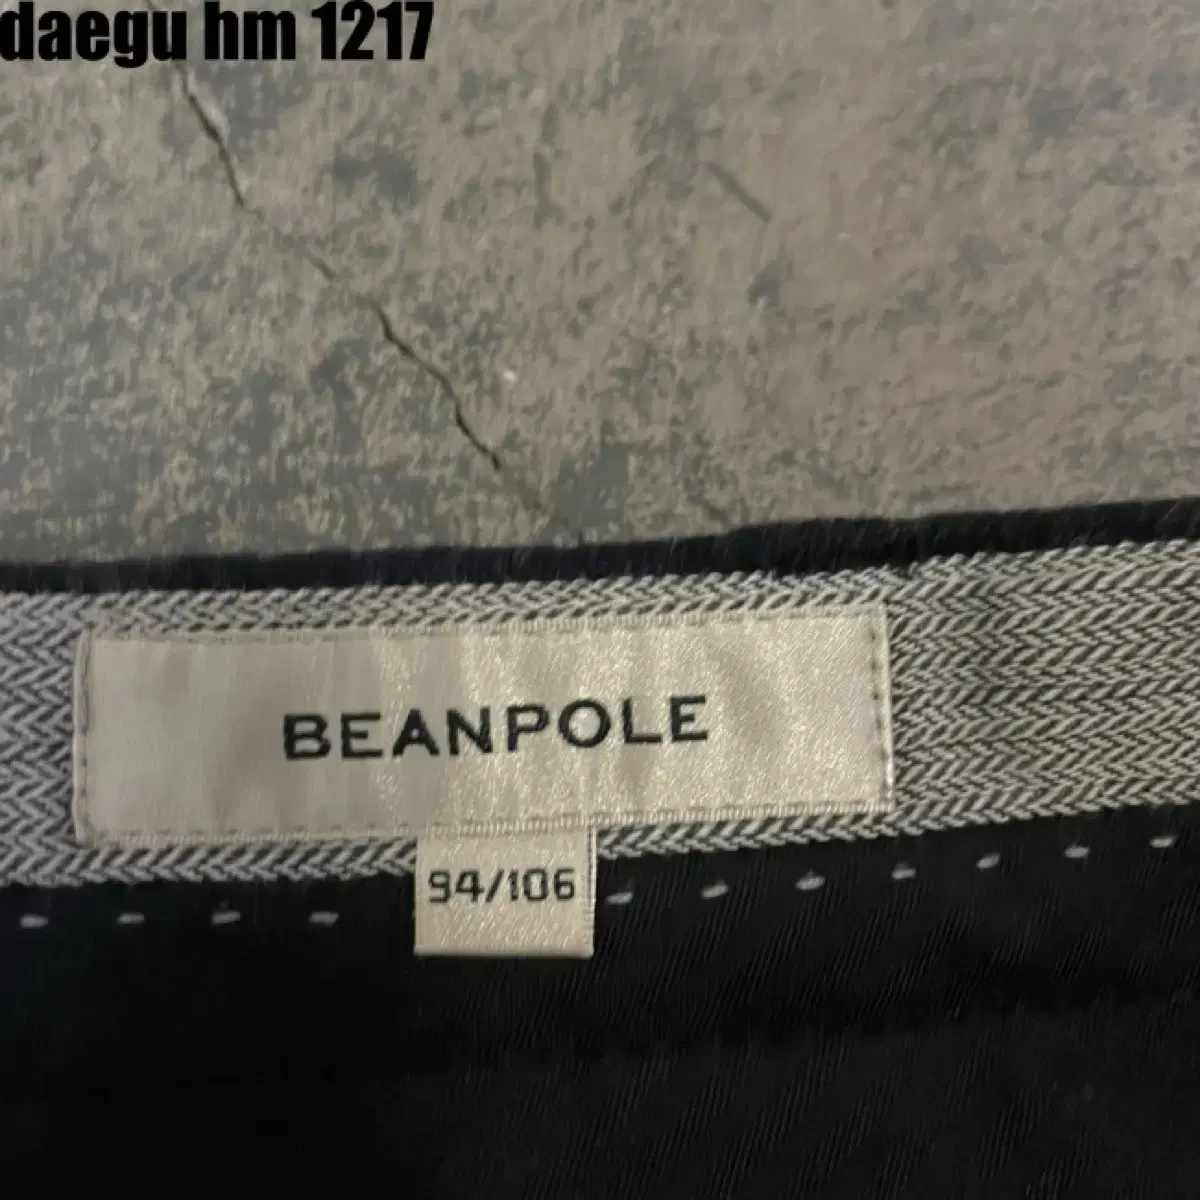 daegu hm 1217
BEANPOLE
94/106